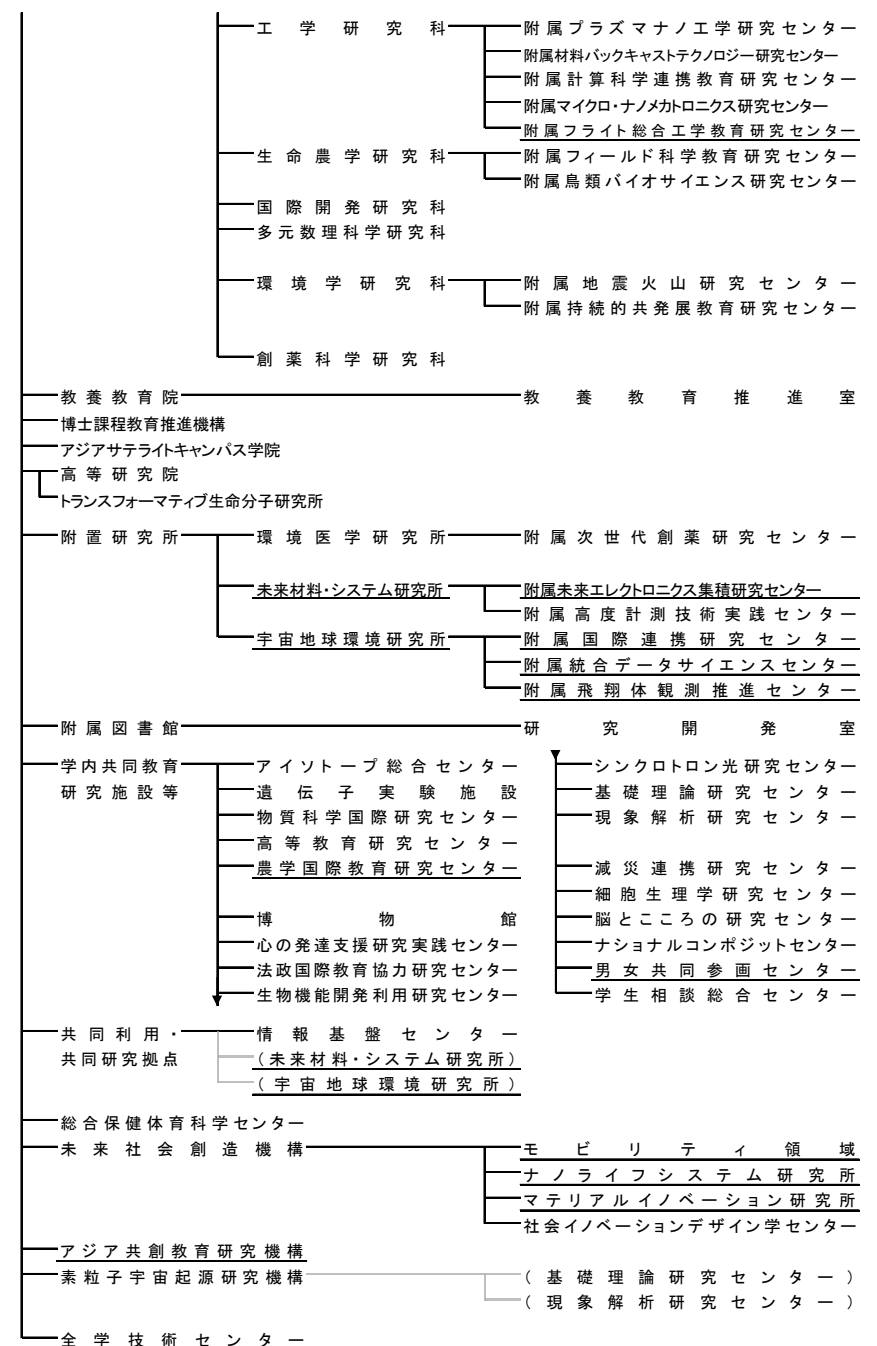 工学研究科 附属プラズマナノ工学研究センター
附属材料バックキャストテクノロジー研究センター
附属計算科学連携教育研究センター
附属マイクロ・ナノメカトロニクス研究センター
附属フライト総合工学教育研究センター
生命農学研究科 附属フィールド科学教育研究センター
附属鳥類バイオサイエンス研究センター
国際開発研究科
多元数理科学研究科
環境学研究科 附属地震火山研究センター
附属持続的共発展教育研究センター
創薬科学研究科
教養教育院 教養教育推進室
博士課程教育推進機構
アジアサテライトキャンパス学院
高等研究院
トランスフォーマティブ生命分子研究所
附置研究所 環境医学研究所 附属次世代創薬研究センター
未来材料・システム研究所 附属未来エレクトロニクス集積研究センター
附属高度計測技術実践センター
宇宙地球環境研究所 附属国際連携研究センター
附属統合データサイエンスセンター
附属飛翔体観測推進センター
附属図書館 研究開発室
学内共同教育 アイソトープ総合センター シンクロトロン光研究センター
研究施設等 遺伝子実験施設 基礎理論研究センター
物質科学国際研究センター 現象解析研究センター
高等教育研究センター
農学国際教育研究センター 減災連携研究センター
細胞生理学研究センター
博物館 脳とこころの研究センター
心の発達支援研究実践センター ナショナルコンポジットセンター
法政国際教育協力研究センター 男女共同参画センター
生物機能開発利用研究センター 学生相談総合センター
共同利用・ 情報基盤センター
共同研究拠点 (未来材料・システム研究所)
(宇宙地球環境研究所)
総合保健体育科学センター
未来社会創造機構 モビリティ領域
ナノライフシステム研究所
マテリアルイノベーション研究所
社会イノベーションデザイン学センター
アジア共創教育研究機構
素粒子宇宙起源研究機構 (基礎理論研究センター)
(現象解析研究センター)
全学技術センター